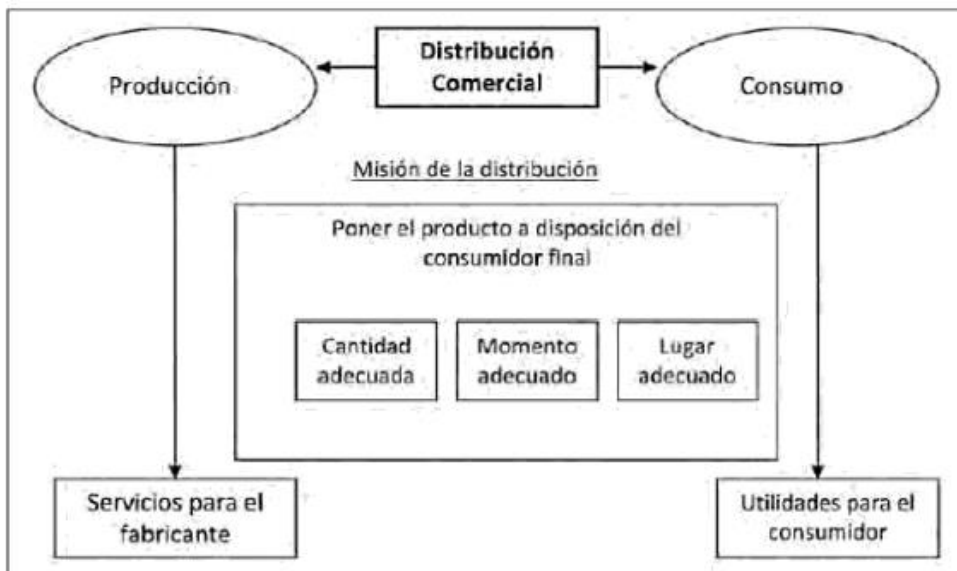 Distribución
Comercial
Producción
Consumo
Misión de la distribución
Poner el producto a disposición del
consumidor final
Cantidad
adecuada
Momento
adecuado
Lugar
adecuado
Servicios para el
fabricante
Utilidades para el
consumidor